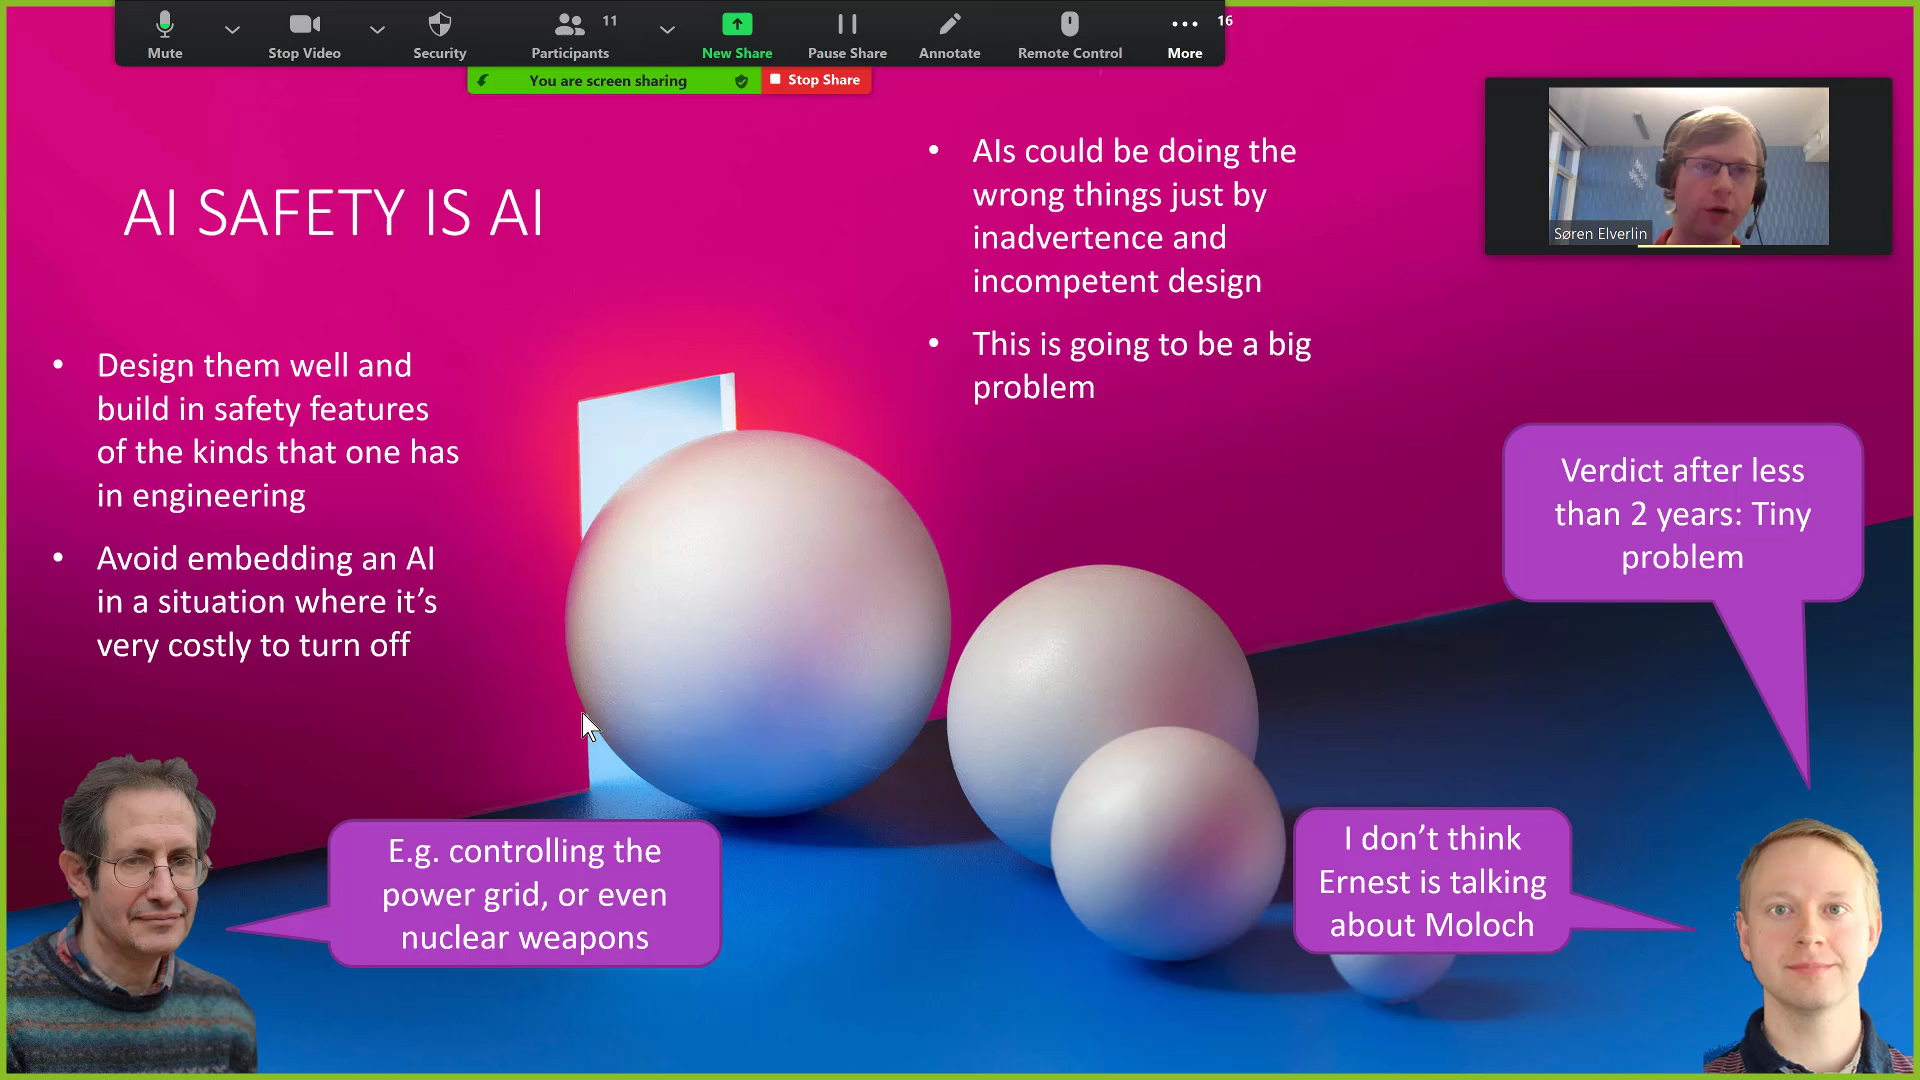 Mute
Stop Video
Security
Participants
11
New Share
Pause Share
Annotate
Remote Control
More
16
You are screen sharing
Stop Share
Søren Elverlin
AI SAFETY IS AI
• Design them well and
build in safety features
of the kinds that one has
in engineering
• Avoid embedding an AI
in a situation where it’s
very costly to turn off
• AIs could be doing the
wrong things just by
inadvertence and
incompetent design
• This is going to be a big
problem
Verdict after less
than 2 years: Tiny
problem
E.g. controlling the
power grid, or even
nuclear weapons
I don’t think
Ernest is talking
about Moloch